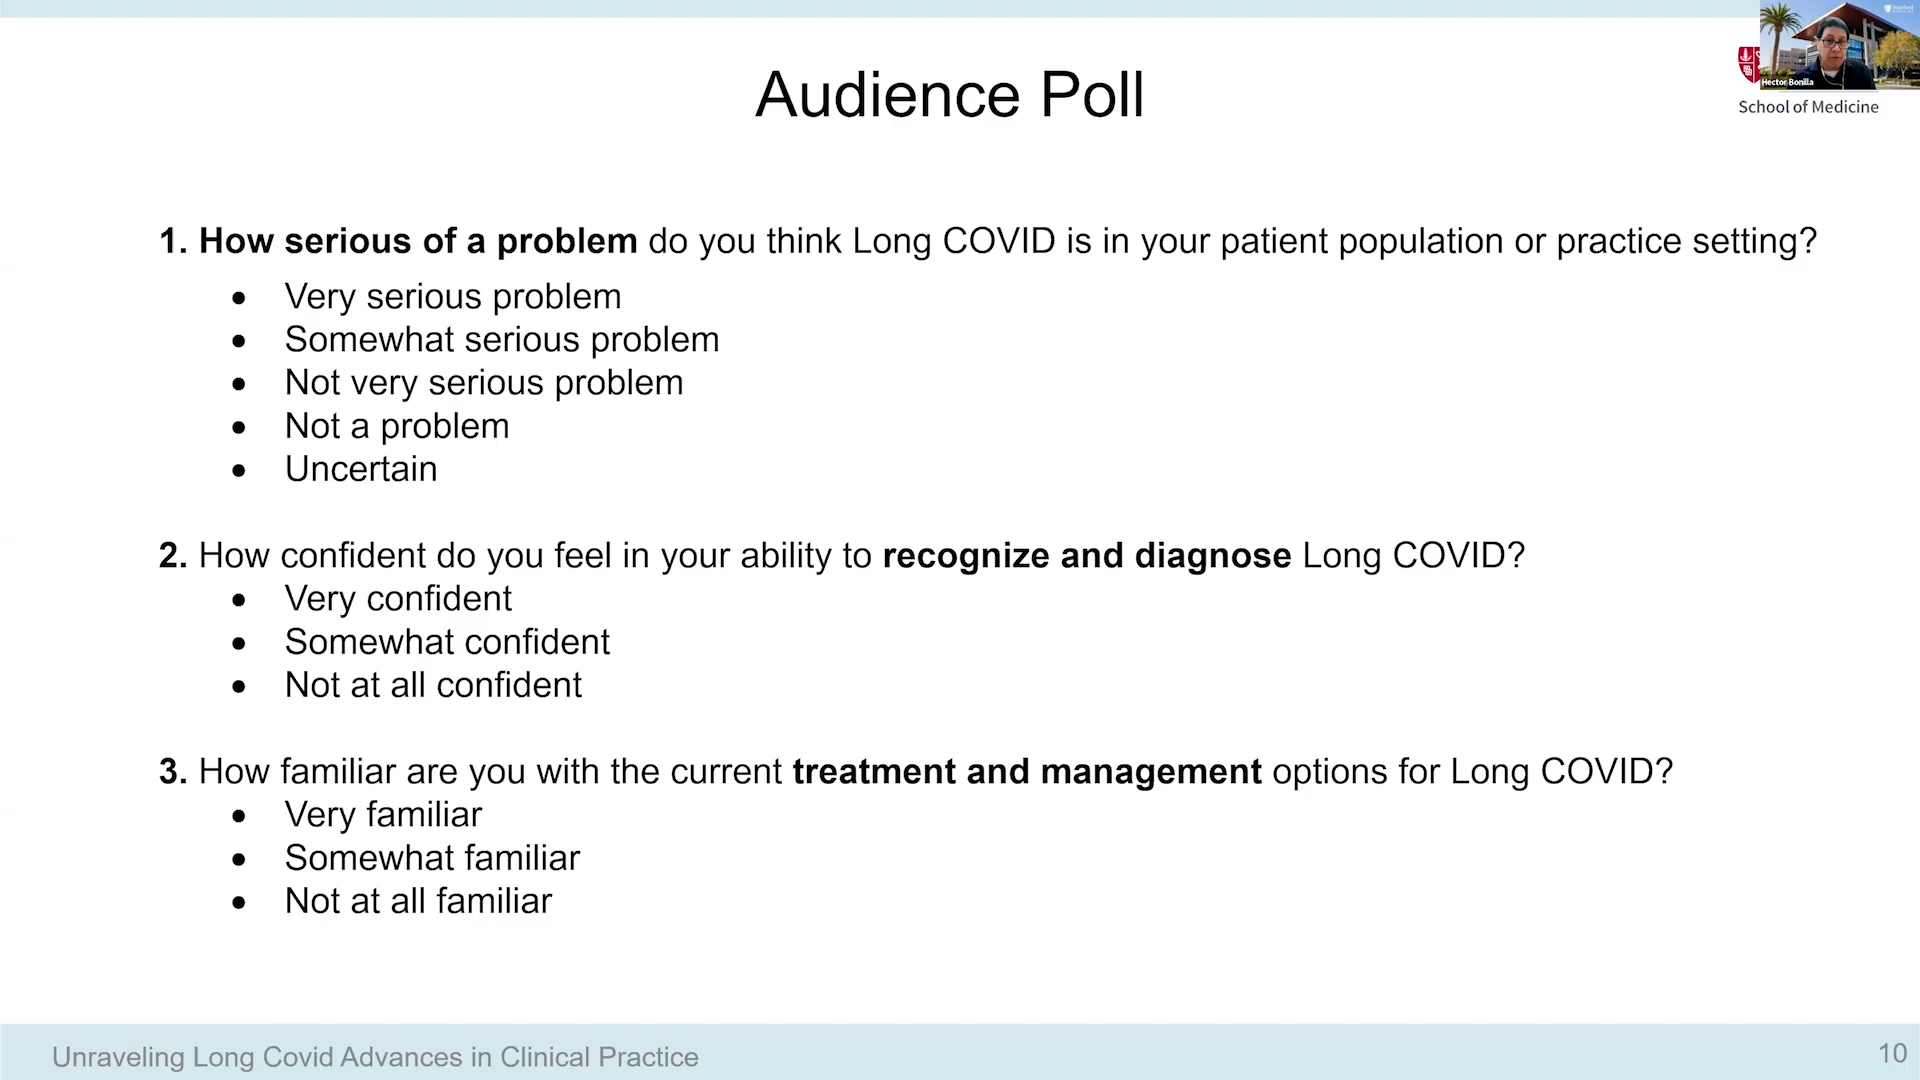 Audience Poll
Hector Bonilla
School of Medicine
1. How serious of a problem do you think Long COVID is in your patient population or practice setting?
• Very serious problem
• Somewhat serious problem
• Not very serious problem
• Not a problem
• Uncertain
2. How confident do you feel in your ability to recognize and diagnose Long COVID?
• Very confident
• Somewhat confident
• Not at all confident
3. How familiar are you with the current treatment and management options for Long COVID?
• Very familiar
• Somewhat familiar
• Not at all familiar
Unraveling Long Covid Advances in Clinical Practice
10